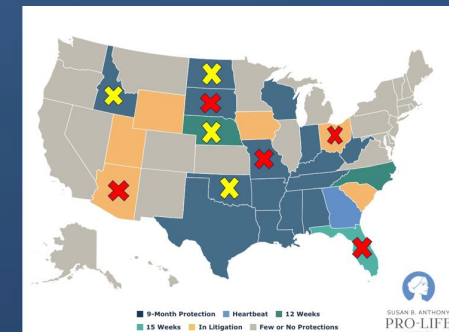 9-Month Protection Heartbeat 12 Weeks
15 Weeks In Litigation Few or No Protections
SUSAN B. ANTHONY
PRO-LIFE